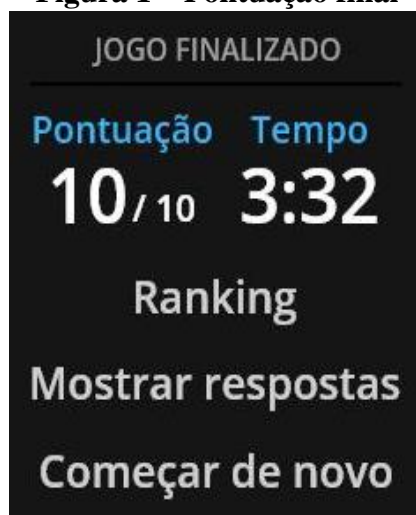 Figura 1 – Pontuação final
JOGO FINALIZADO
Pontuação Tempo
10 / 10 3:32
Ranking
Mostrar respostas
Começar de novo